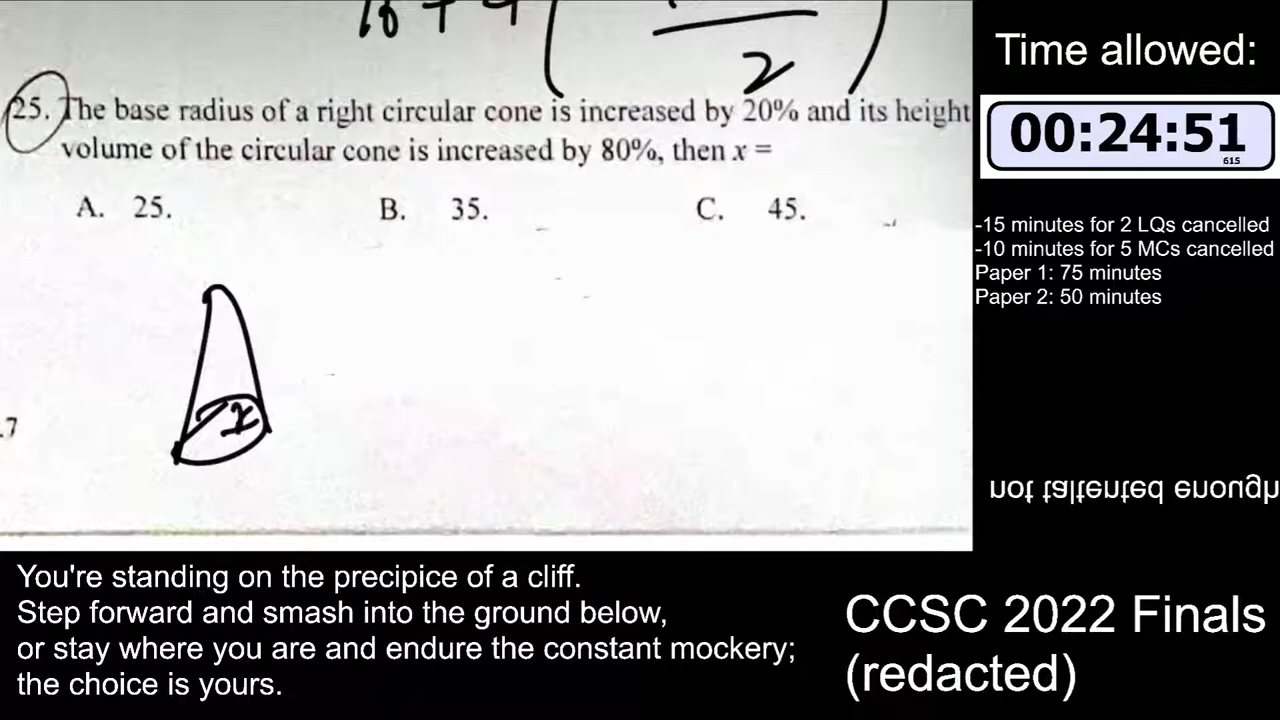 18 + 4 ( 2 )
25. The base radius of a right circular cone is increased by 20% and its height
volume of the circular cone is increased by 80%, then x =
A. 25.
B. 35.
C. 45.
x
.7
Time allowed:
00:24:51
615
-15 minutes for 2 LQs cancelled
-10 minutes for 5 MCs cancelled
Paper 1: 75 minutes
Paper 2: 50 minutes
not taltented enough
You're standing on the precipice of a cliff.
Step forward and smash into the ground below,
or stay where you are and endure the constant mockery;
the choice is yours.
CCSC 2022 Finals
(redacted)